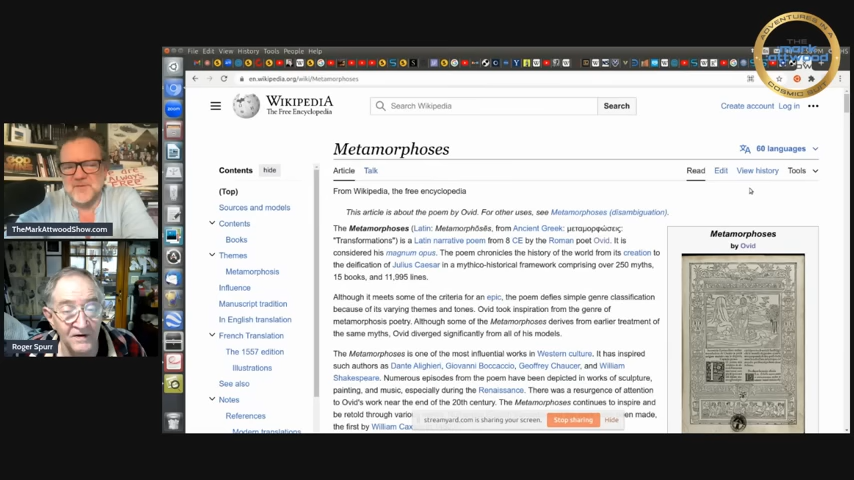 ADVENTURES IN A
THE
mark
attwood
SHOW
COSMIC SUIT
File Edit View History Tools People Help
en.wikipedia.org/wiki/Metamorphoses
WIKIPEDIA
The Free Encyclopedia
Search Wikipedia
Search
Create account Log in
Metamorphoses
60 languages
Contents hide
Article Talk
Read Edit View history Tools
(Top)
From Wikipedia, the free encyclopedia
Sources and models
Contents
Books
Themes
Metamorphosis
Influence
Manuscript tradition
In English translation
French Translation
The 1557 edition
Illustrations
See also
Notes
References
Modern translations
This article is about the poem by Ovid. For other uses, see Metamorphoses (disambiguation).
The Metamorphoses (Latin: Metamorphōsēs, from Ancient Greek: μεταμορφώσεις:
"Transformations") is a Latin narrative poem from 8 CE by the Roman poet Ovid. It is
considered his magnum opus. The poem chronicles the history of the world from its creation to
the deification of Julius Caesar in a mythico-historical framework comprising over 250 myths,
15 books, and 11,995 lines.
Although it meets some of the criteria for an epic, the poem defies simple genre classification
because of its varying themes and tones. Ovid took inspiration from the genre of
metamorphosis poetry. Although some of the Metamorphoses derives from earlier treatment of
the same myths, Ovid diverged significantly from all of his models.
The Metamorphoses is one of the most influential works in Western culture. It has inspired
such authors as Dante Alighieri, Giovanni Boccaccio, Geoffrey Chaucer, and William
Shakespeare. Numerous episodes from the poem have been depicted in works of sculpture,
painting, and music, especially during the Renaissance. There was a resurgence of attention
to Ovid's work near the end of the 20th century. The Metamorphoses continues to inspire and
be retold through vario
en made,
the first by William Cax
Metamorphoses
by Ovid
streamyard.com is sharing your screen. Stop sharing Hide
TheMarkAttwoodShow.com
Roger Spurr